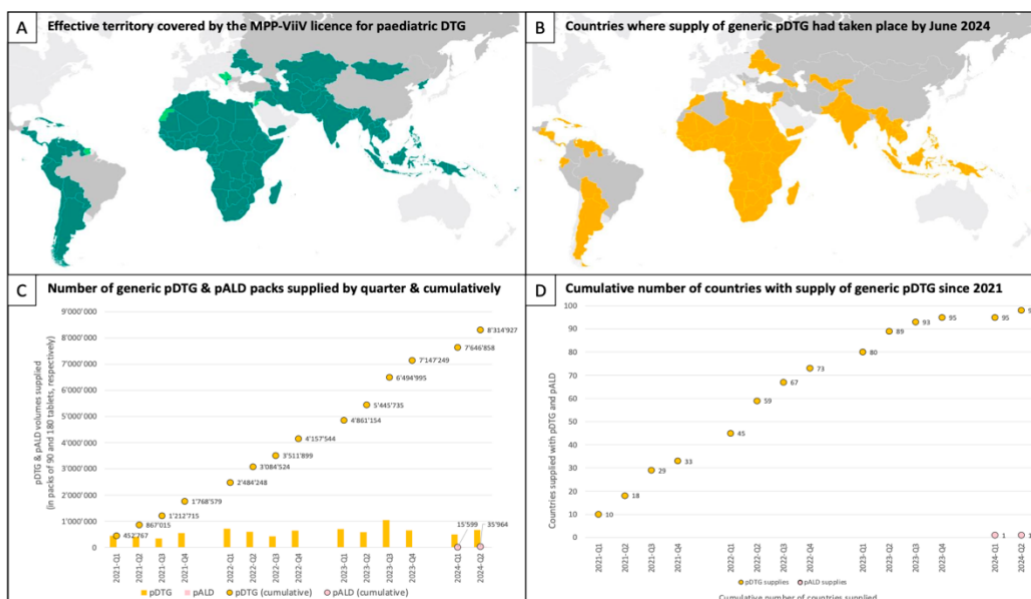 A Effective territory covered by the MPP-ViiV licence for paediatric DTG
B Countries where supply of generic pDTG had taken place by June 2024
C Number of generic pDTG & pALD packs supplied by quarter & cumulatively
pDTG & pALD volumes supplied
(in packs of 90 and 180 tablets, respectively)
9'000'000
8'000'000
7'000'000
6'000'000
5'000'000
4'000'000
3'000'000
2'000'000
1'000'000
0
452'267
867'015
1'212'715
1'768'579
2'484'248
3'084'524
3'511'899
4'157'544
4'861'154
5'445'735
6'494'995
7'147'249
7'646'858
8'314'927
15'599
35'964
2021-Q1
2021-Q2
2021-Q3
2021-Q4
2022-Q1
2022-Q2
2022-Q3
2022-Q4
2023-Q1
2023-Q2
2023-Q3
2023-Q4
2024-Q1
2024-Q2
pDTG pALD pDTG (cumulative) pALD (cumulative)
D Cumulative number of countries with supply of generic pDTG since 2021
Countries supplied with pDTG and pALD
100
90
80
70
60
50
40
30
20
10
0
10
18
29
33
45
59
67
73
80
89
93
95
95
9
1
1
2021-Q1
2021-Q2
2021-Q3
2021-Q4
2022-Q1
2022-Q2
2022-Q3
2022-Q4
2023-Q1
2023-Q2
2023-Q3
2023-Q4
2024-Q1
2024-Q2
pDTG supplies pALD supplies
Cumulative number of countries supplied